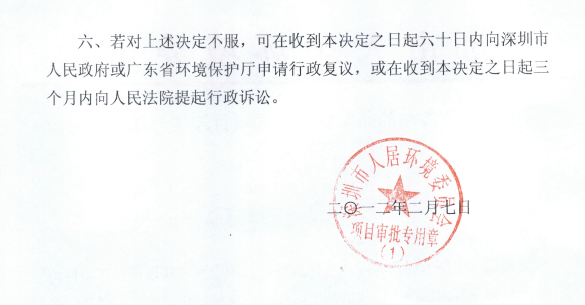 六、若对上述决定不服，可在收到本决定之日起六十日内向深圳市
人民政府或广东省环境保护厅申请行政复议，或在收到本决定之日起三
个月内向人民法院提起行政诉讼。
深圳市人居环境委员会
二〇一二年二月七日
项目审批专用章
（1）